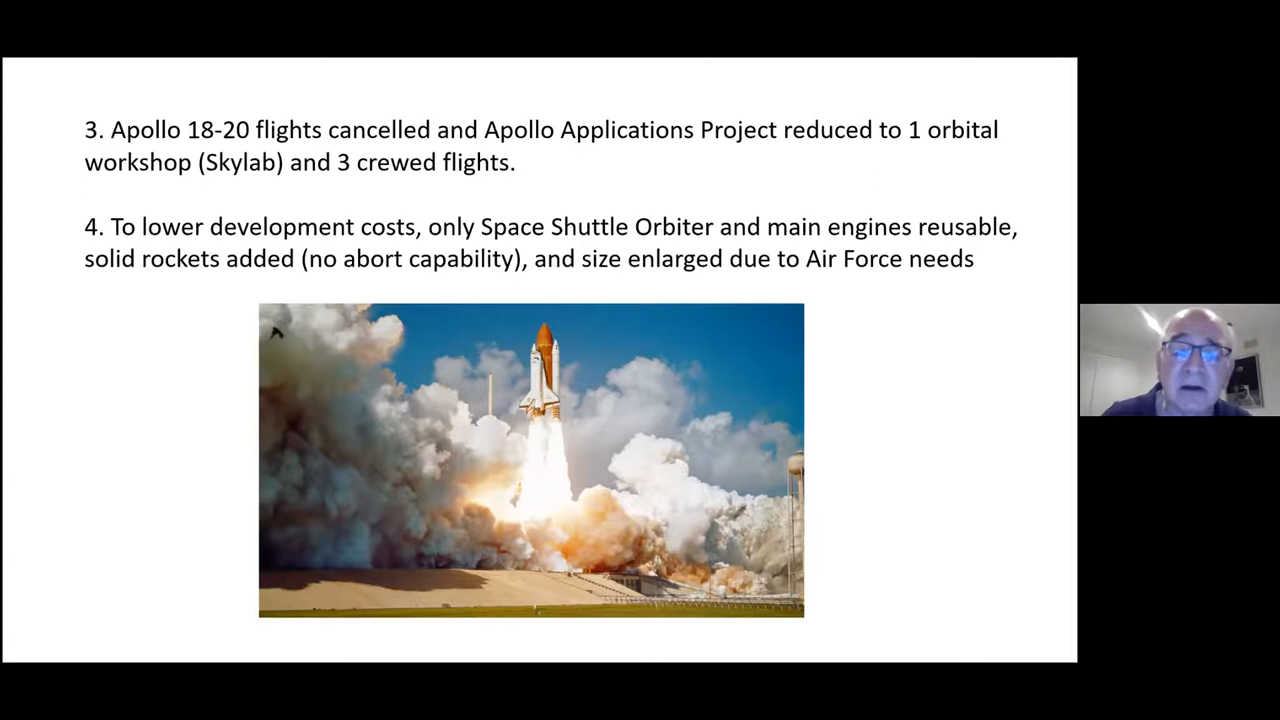 3. Apollo 18-20 flights cancelled and Apollo Applications Project reduced to 1 orbital
workshop (Skylab) and 3 crewed flights.
4. To lower development costs, only Space Shuttle Orbiter and main engines reusable,
solid rockets added (no abort capability), and size enlarged due to Air Force needs